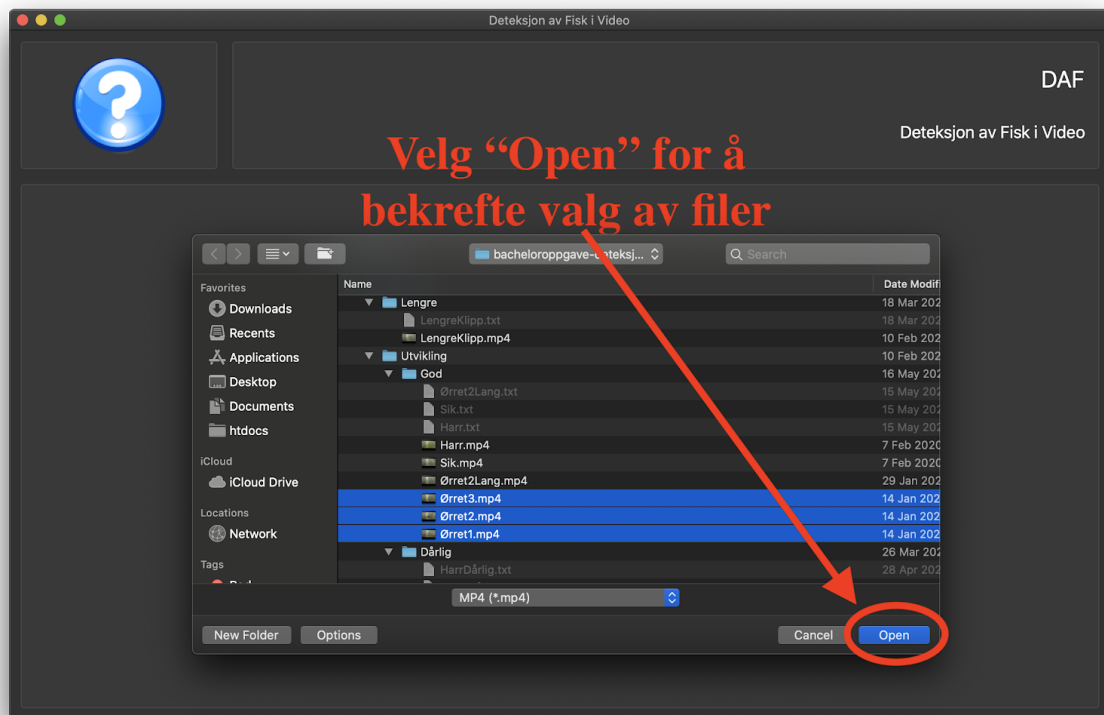 Deteksjon av Fisk i Video
DAF
Deteksjon av Fisk i Video
Velg “Open” for å
bekrefte valg av filer
bacheloroppgave-deteksj...
Search
Favorites
Downloads
Recents
Applications
Desktop
Documents
htdocs
iCloud
iCloud Drive
Locations
Network
Tags
Name Date Modifi
Lengre 18 Mar 202
LengreKlipp.txt 18 Mar 202
LengreKlipp.mp4 10 Feb 202
Utvikling 10 Feb 202
God 16 May 202
Ørret2Lang.txt 15 May 202
Sik.txt 15 May 202
Harr.txt 15 May 202
Harr.mp4 7 Feb 2020
Sik.mp4 7 Feb 2020
Ørret2Lang.mp4 29 Jan 202
Ørret3.mp4 14 Jan 202
Ørret2.mp4 14 Jan 202
Ørret1.mp4 14 Jan 202
Dårlig 26 Mar 202
HarrDårlig.txt 28 Apr 202
MP4 (*.mp4)
New Folder Options Cancel Open